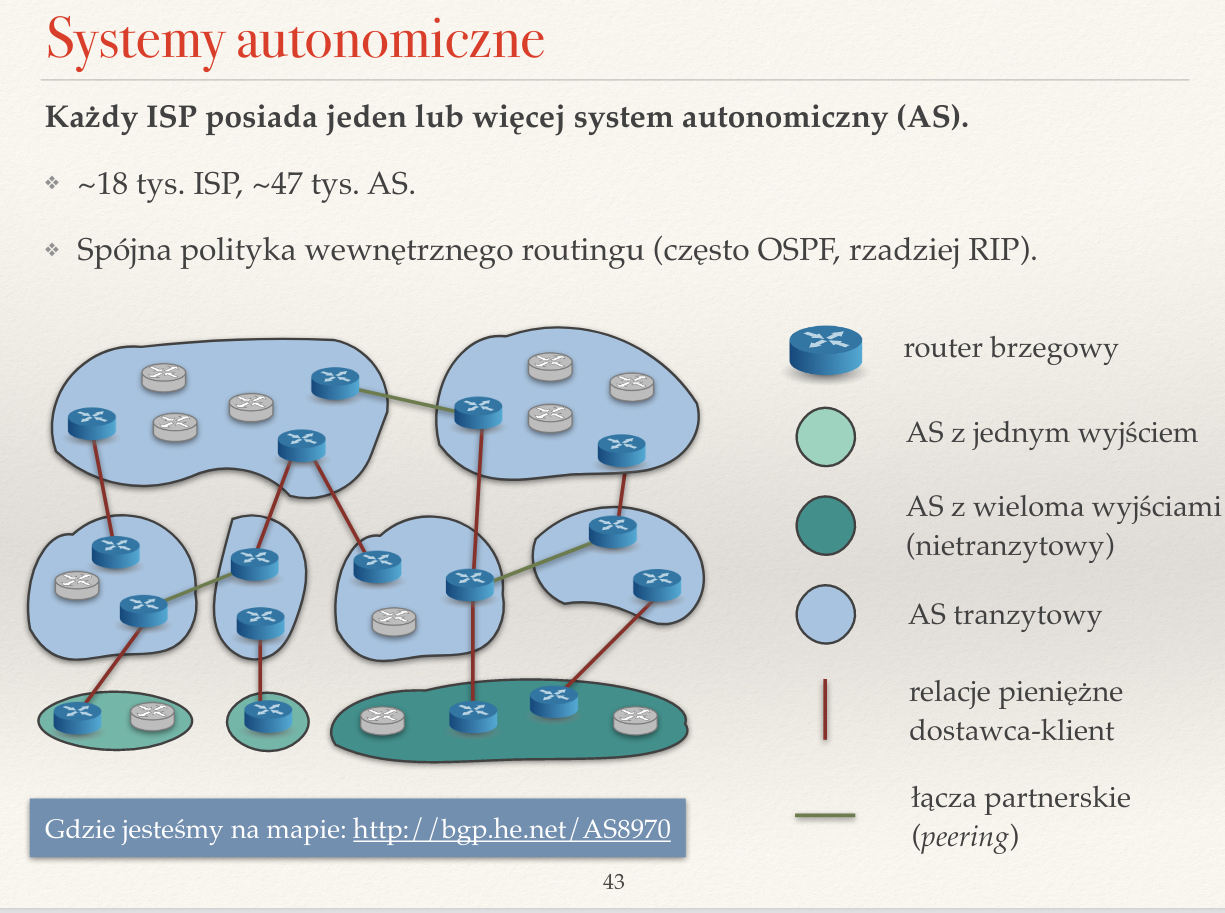 Systemy autonomiczne
Każdy ISP posiada jeden lub więcej system autonomiczny (AS).
❖ ~18 tys. ISP, ~47 tys. AS.
❖ Spójna polityka wewnętrznego routingu (często OSPF, rzadziej RIP).
router brzegowy
AS z jednym wyjściem
AS z wieloma wyjściami
(nietranzytowy)
AS tranzytowy
relacje pieniężne
dostawca-klient
łącza partnerskie
(peering)
Gdzie jesteśmy na mapie: http://bgp.he.net/AS8970
43